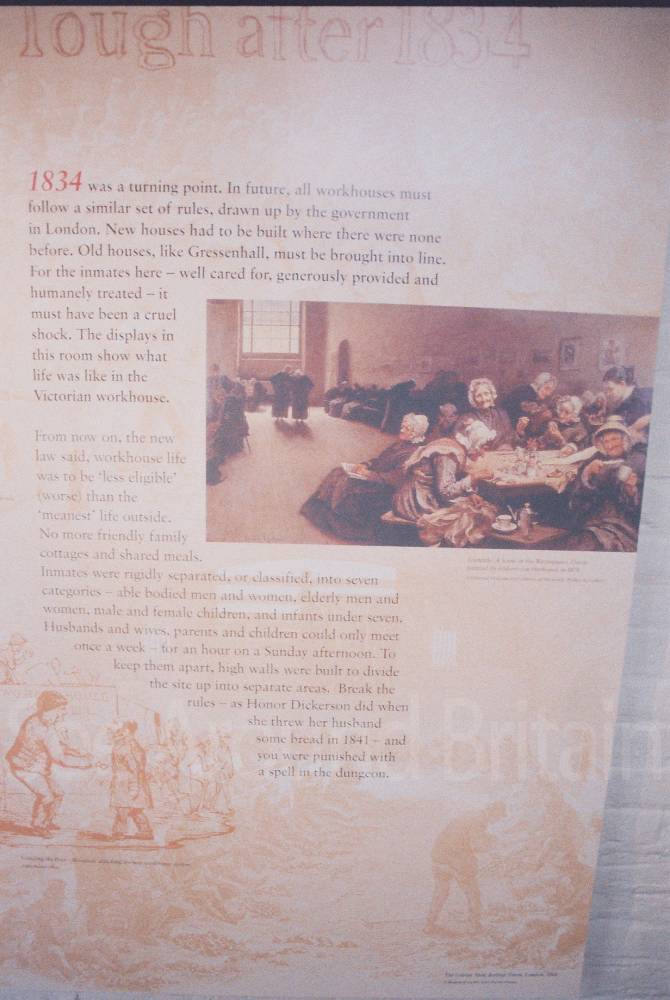 Tough after 1834
1834 was a turning point. In future, all workhouses must
follow a similar set of rules, drawn up by the government
in London. New houses had to be built where there were none
before. Old houses, like Gressenhall, must be brought into line.
For the inmates here – well cared for, generously provided and
humanely treated – it
must have been a cruel
shock. The displays in
this room show what
life was like in the
Victorian workhouse.
From now on, the new
law said, workhouse life
was to be ‘less eligible’
(worse) than the
‘meanest’ life outside.
No more friendly family
cottages and shared meals.
Inmates were rigidly separated, or classified, into seven
categories – able bodied men and women, elderly men and
women, male and female children, and infants under seven.
Husbands and wives, parents and children could only meet
once a week – for an hour on a Sunday afternoon. To
keep them apart, high walls were built to divide
the site up into separate areas. Break the
rules – as Honor Dickerson did when
she threw her husband
some bread in 1841 – and
you were punished with
a spell in the dungeon.
Britain